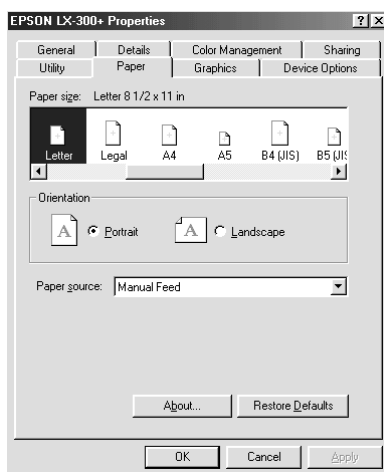 EPSON LX-300+ Properties
General Details Color Management Sharing
Utility Paper Graphics Device Options
Paper size: Letter 8 1/2 x 11 in
Letter Legal A4 A5 B4 (JIS) B5 (JIS
Orientation
A Portrait A Landscape
Paper source: Manual Feed
About... Restore Defaults
OK Cancel Apply